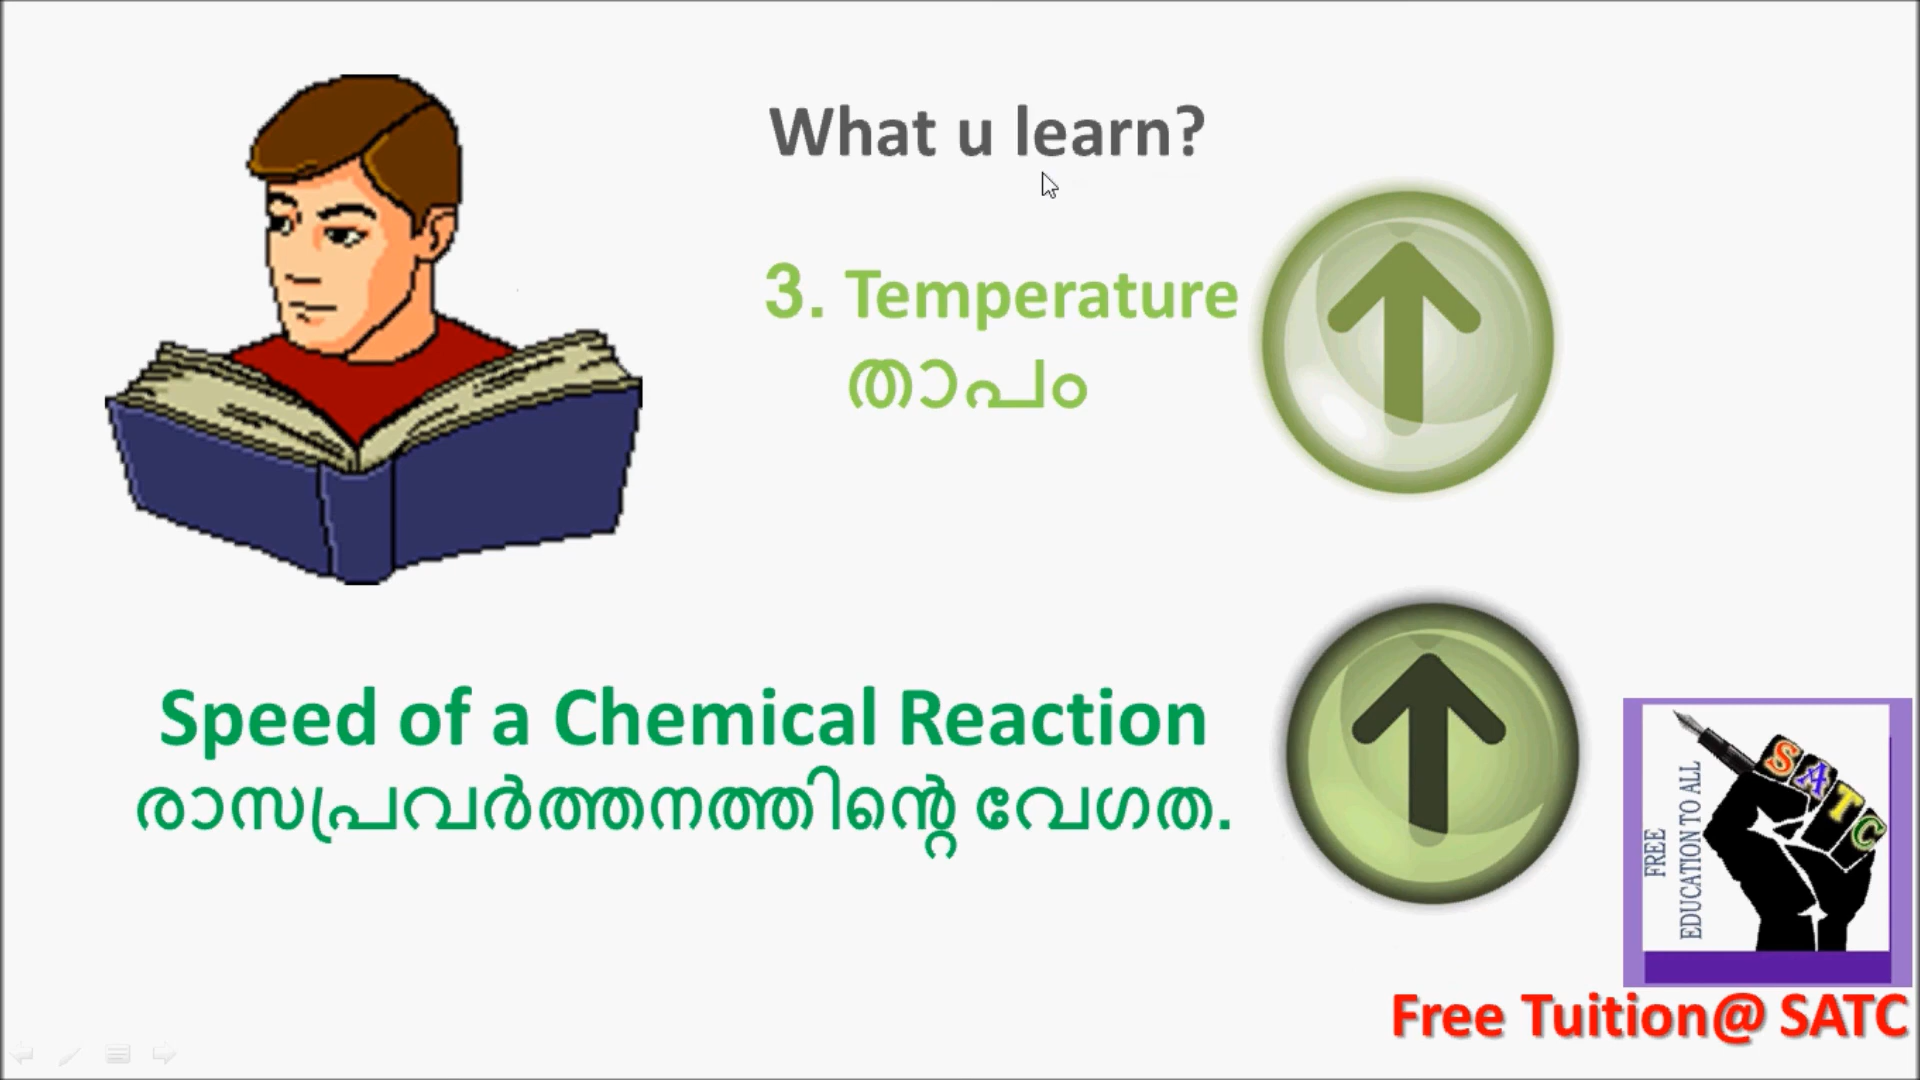 What u learn?
3. Temperature
താപം
Speed of a Chemical Reaction
രാസപ്രവർത്തനത്തിന്റെ വേഗത.
SATC
FREE
EDUCATION TO ALL
Free Tuition@ SATC